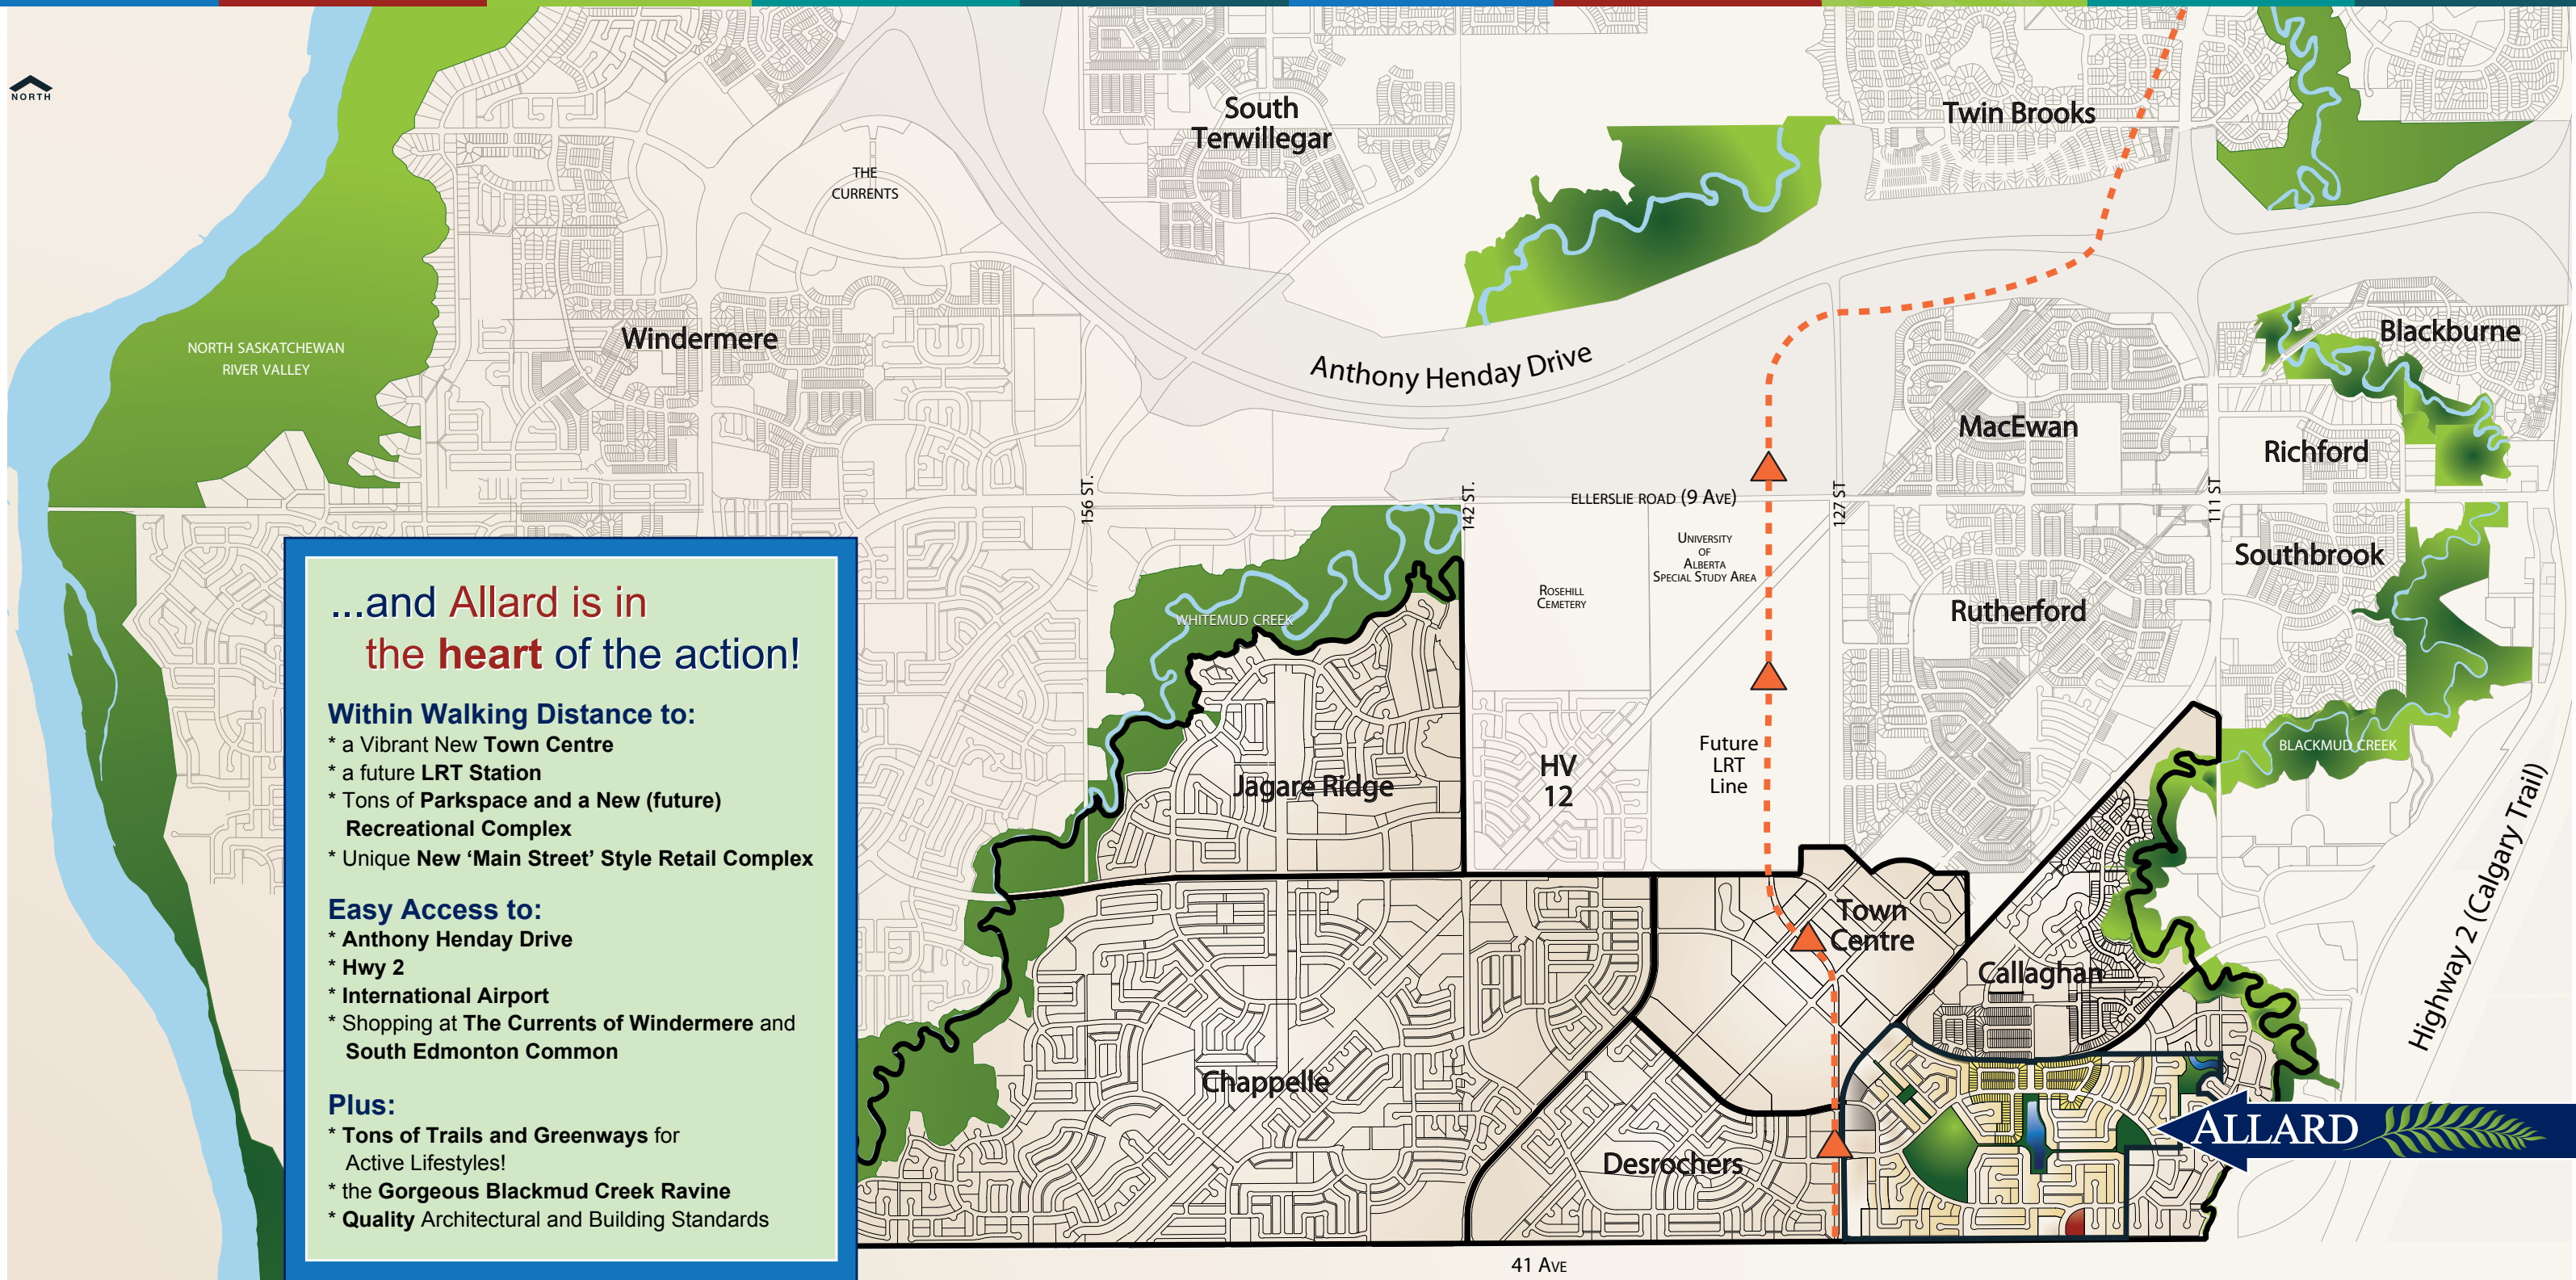 NORTH
South
Terwillegar
Twin Brooks
THE
CURRENTS
NORTH SASKATCHEWAN
RIVER VALLEY
Windermere
Anthony Henday Drive
Blackburne
MacEwan
Richford
156 ST.
142 ST.
ELLERSLIE ROAD (9 AVE)
127 ST
111 ST
UNIVERSITY
OF
ALBERTA
SPECIAL STUDY AREA
ROSEHILL
CEMETERY
Southbrook
Rutherford
WHITEMUD CREEK
...and Allard is in
the heart of the action!
Within Walking Distance to:
* a Vibrant New Town Centre
* a future LRT Station
* Tons of Parkspace and a New (future)
Recreational Complex
* Unique New ‘Main Street’ Style Retail Complex
Easy Access to:
* Anthony Henday Drive
* Hwy 2
* International Airport
* Shopping at The Currents of Windermere and
South Edmonton Common
Plus:
* Tons of Trails and Greenways for
Active Lifestyles!
* the Gorgeous Blackmud Creek Ravine
* Quality Architectural and Building Standards
Jagare Ridge
HV
12
Future
LRT
Line
BLACKMUD CREEK
Highway 2 (Calgary Trail)
Town
Centre
Callaghan
Chappelle
Desrochers
ALLARD
41 AVE